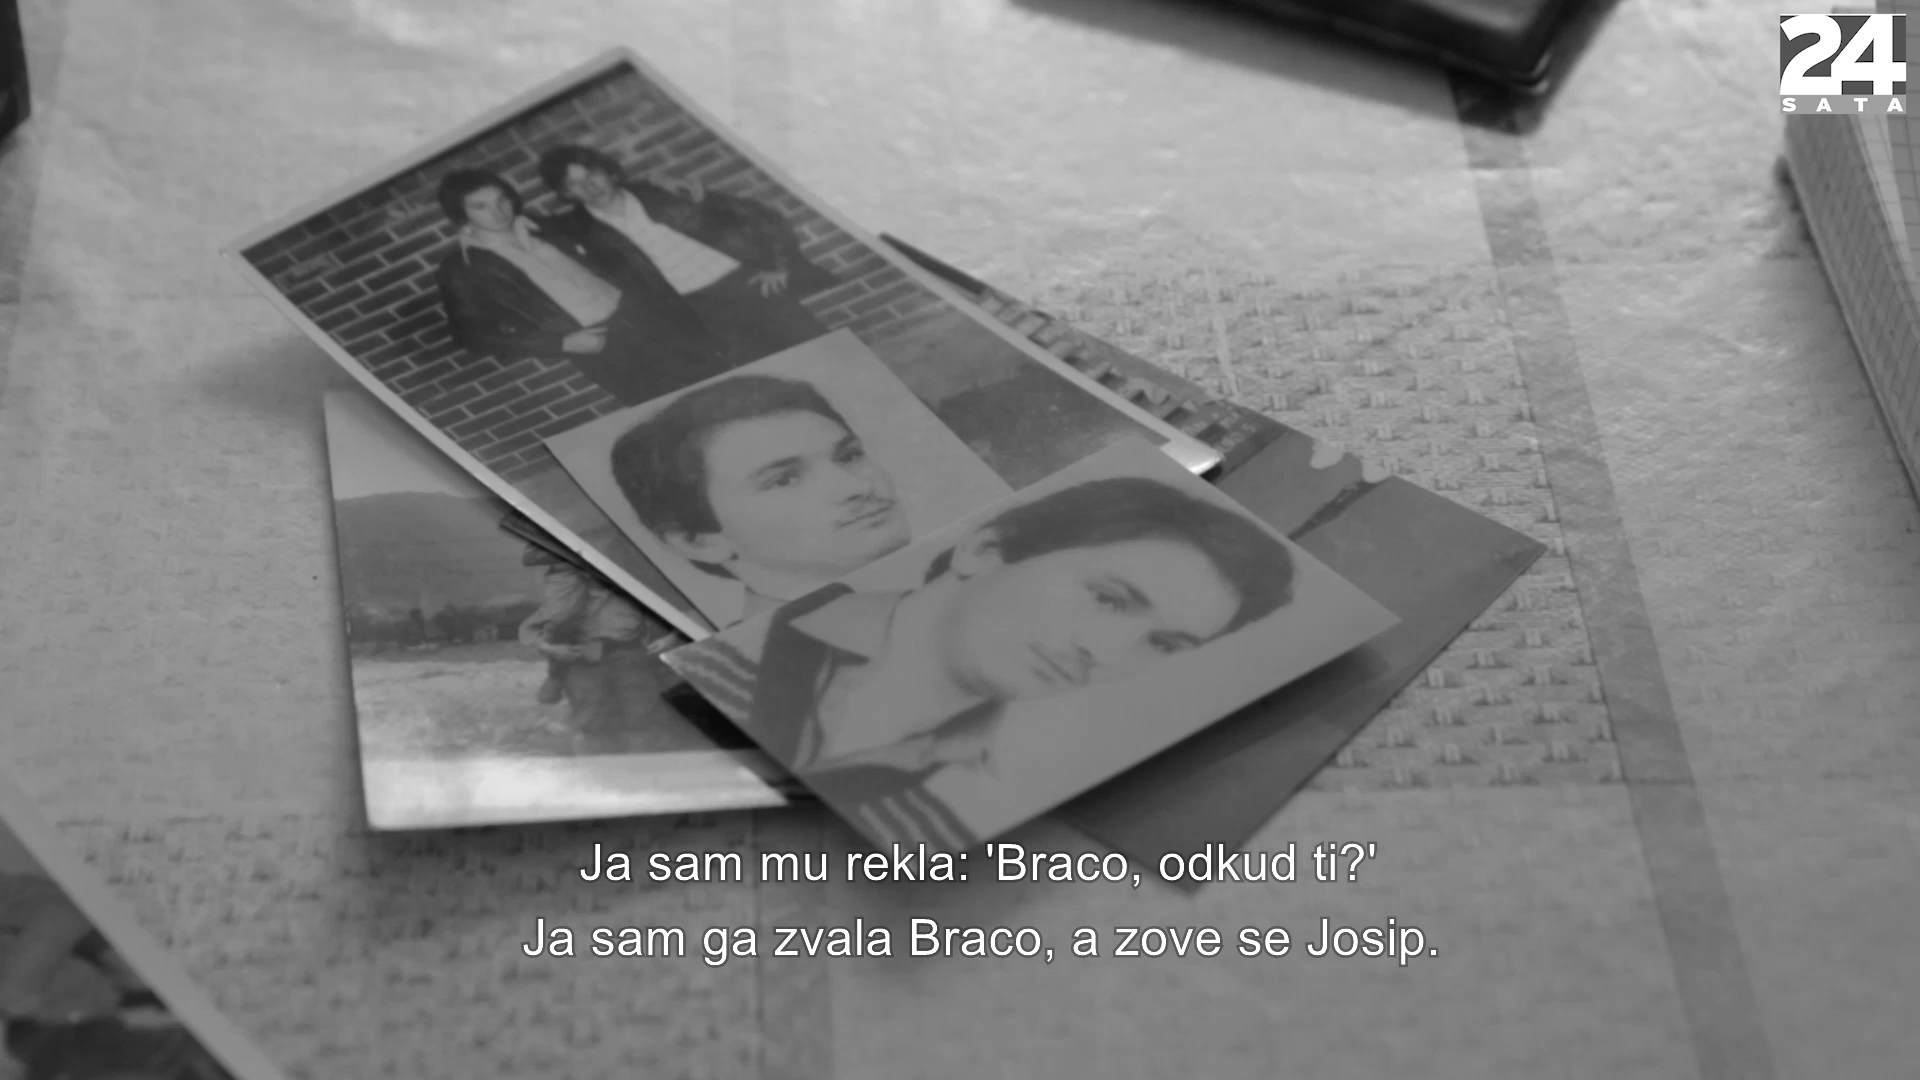 24
SATA
Ja sam mu rekla: 'Braco, odkud ti?'
Ja sam ga zvala Braco, a zove se Josip.